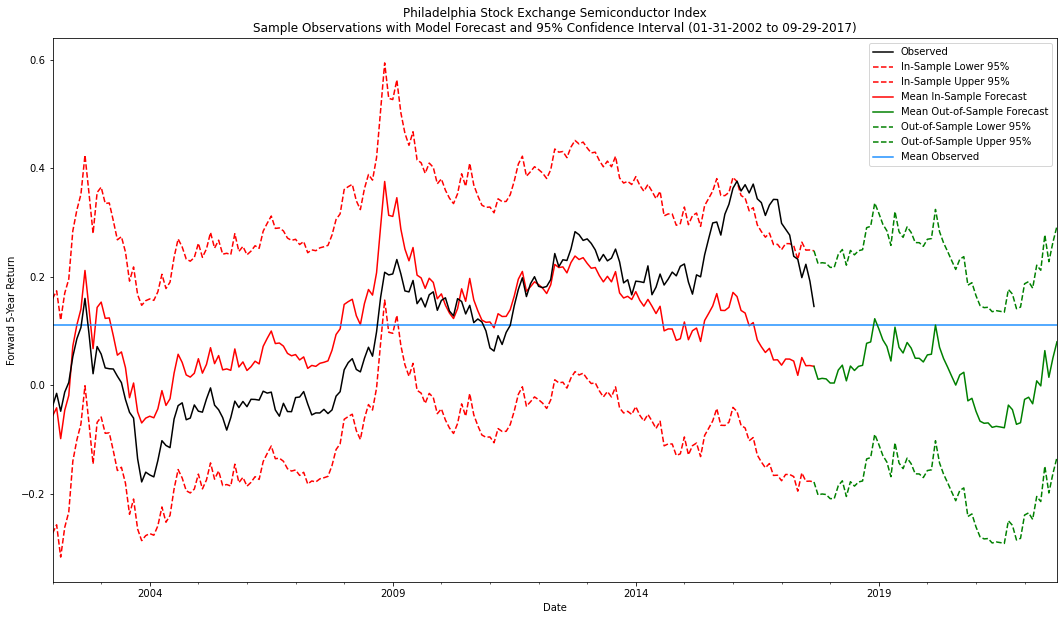 Philadelphia Stock Exchange Semiconductor Index
Sample Observations with Model Forecast and 95% Confidence Interval (01-31-2002 to 09-29-2017)
Observed
In-Sample Lower 95%
In-Sample Upper 95%
Mean In-Sample Forecast
Mean Out-of-Sample Forecast
Out-of-Sample Lower 95%
Out-of-Sample Upper 95%
Mean Observed
Forward 5-Year Return
0.6
0.4
0.2
0.0
−0.2
2004
2009
2014
2019
Date